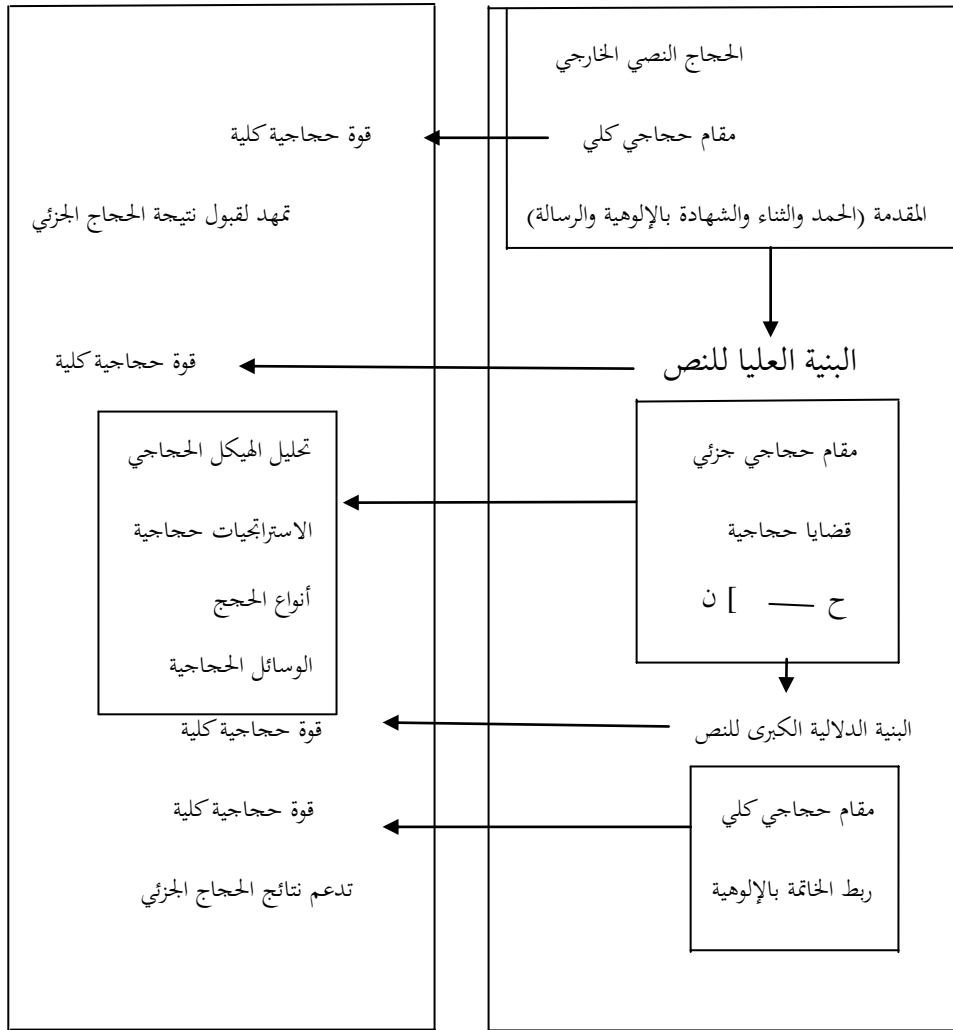 الحجاج النصي الخارجي
مقام حجاجي كلي
قوة حجاجية كلية
المقدمة (الحمد والثناء والشهادة بالإلوهية والرسالة)
تمهد لقبول نتيجة الحجاج الجزئي
البنية العليا للنص
قوة حجاجية كلية
مقام حجاجي جزئي
قضايا حجاجية
ح —— [ ن
تحليل الهيكل الحجاجي
الاستراتجيات حجاجية
أنواع الحجج
الوسائل الحجاجية
البنية الدلالية الكبرى للنص
قوة حجاجية كلية
مقام حجاجي كلي
ربط الخاتمة بالإلوهية
قوة حجاجية كلية
تدعم نتائج الحجاج الجزئي